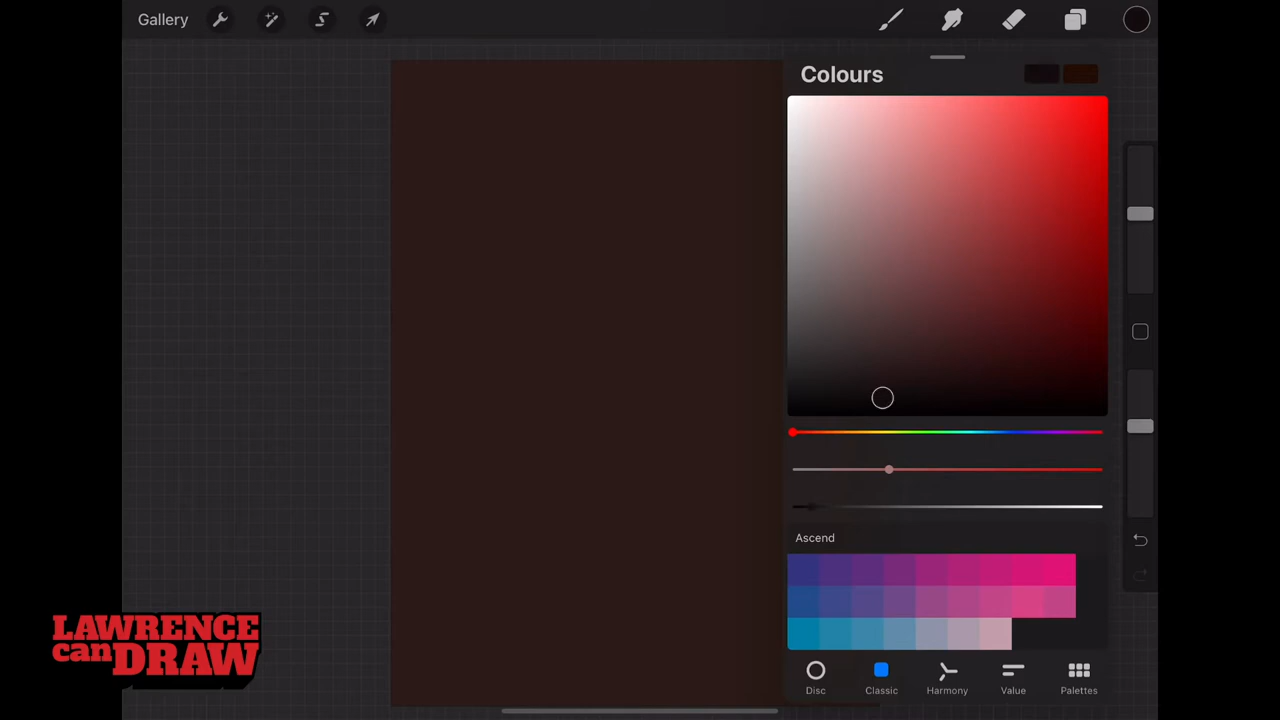 Gallery
Colours
Ascend
Disc
Classic
Harmony
Value
Palettes
LAWRENCE
can DRAW